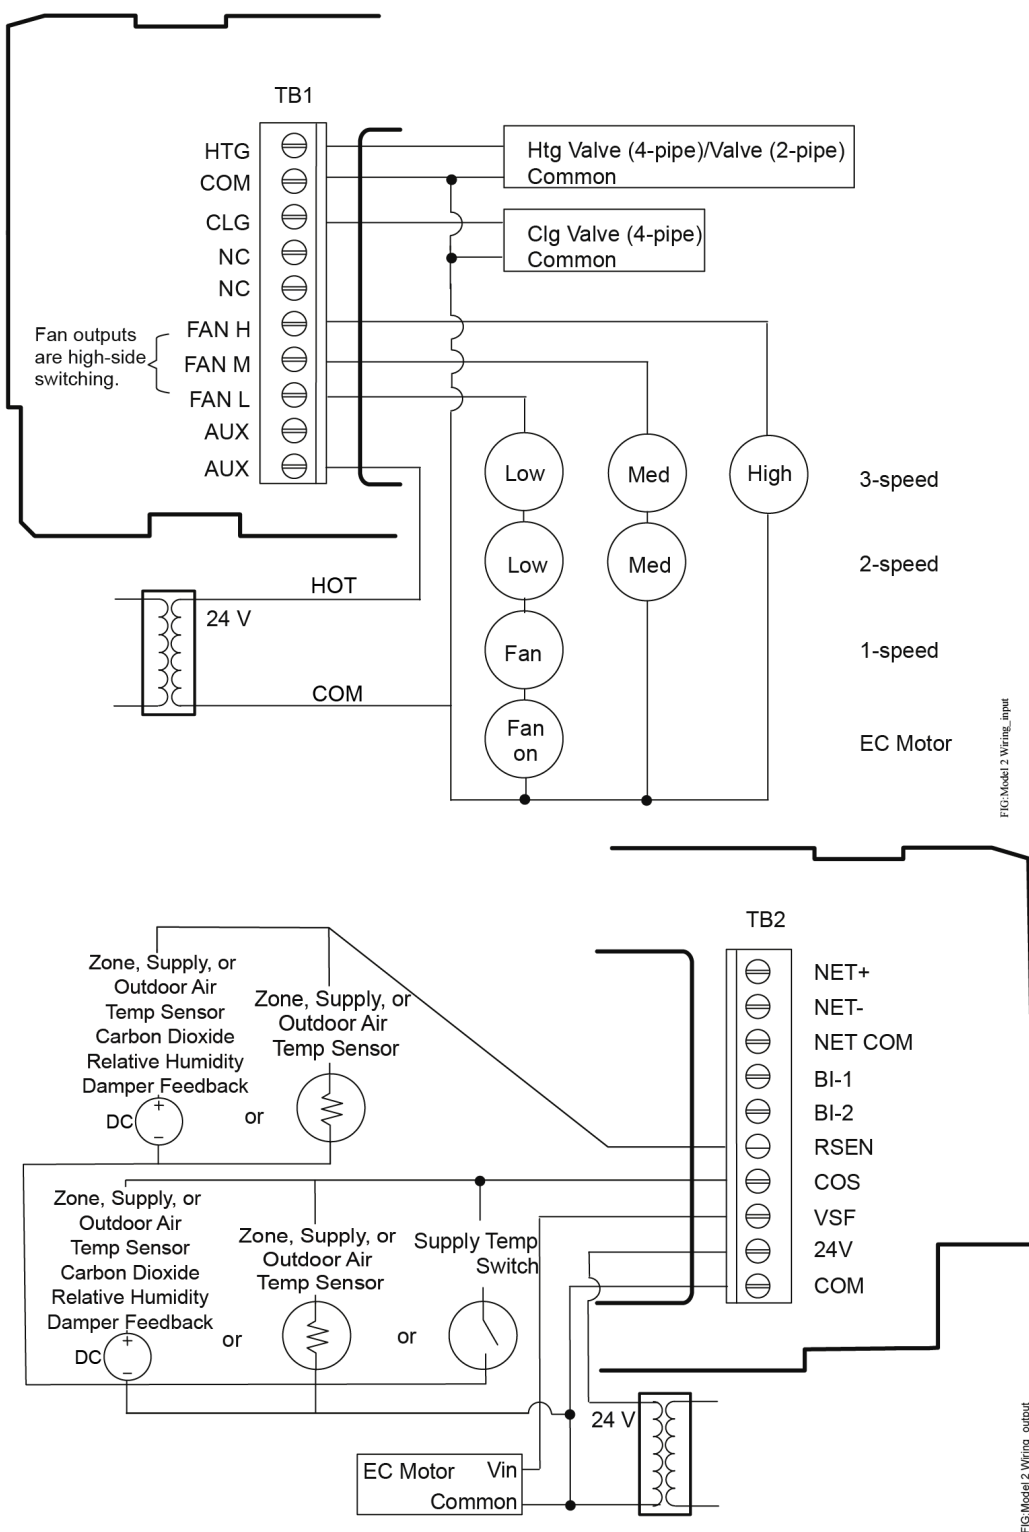 TB1
HTG
COM
CLG
NC
NC
FAN H
FAN M
FAN L
AUX
AUX
Fan outputs
are high-side
switching.
Htg Valve (4-pipe)/Valve (2-pipe)
Common
Clg Valve (4-pipe)
Common
Low
Med
High
3-speed
Low
Med
2-speed
Fan
1-speed
Fan
on
EC Motor
HOT
24 V
COM
FIG:Model 2 Wiring_input
TB2
NET+
NET-
NET COM
BI-1
BI-2
RSEN
COS
VSF
24V
COM
Zone, Supply, or
Outdoor Air
Temp Sensor
Carbon Dioxide
Relative Humidity
Damper Feedback
DC
+
−
or
Zone, Supply, or
Outdoor Air
Temp Sensor
Zone, Supply, or
Outdoor Air
Temp Sensor
Carbon Dioxide
Relative Humidity
Damper Feedback
DC
+
−
or
Zone, Supply, or
Outdoor Air
Temp Sensor
or
Supply Temp
Switch
24 V
EC Motor Vin
Common
FIG:Model 2 Wiring_output